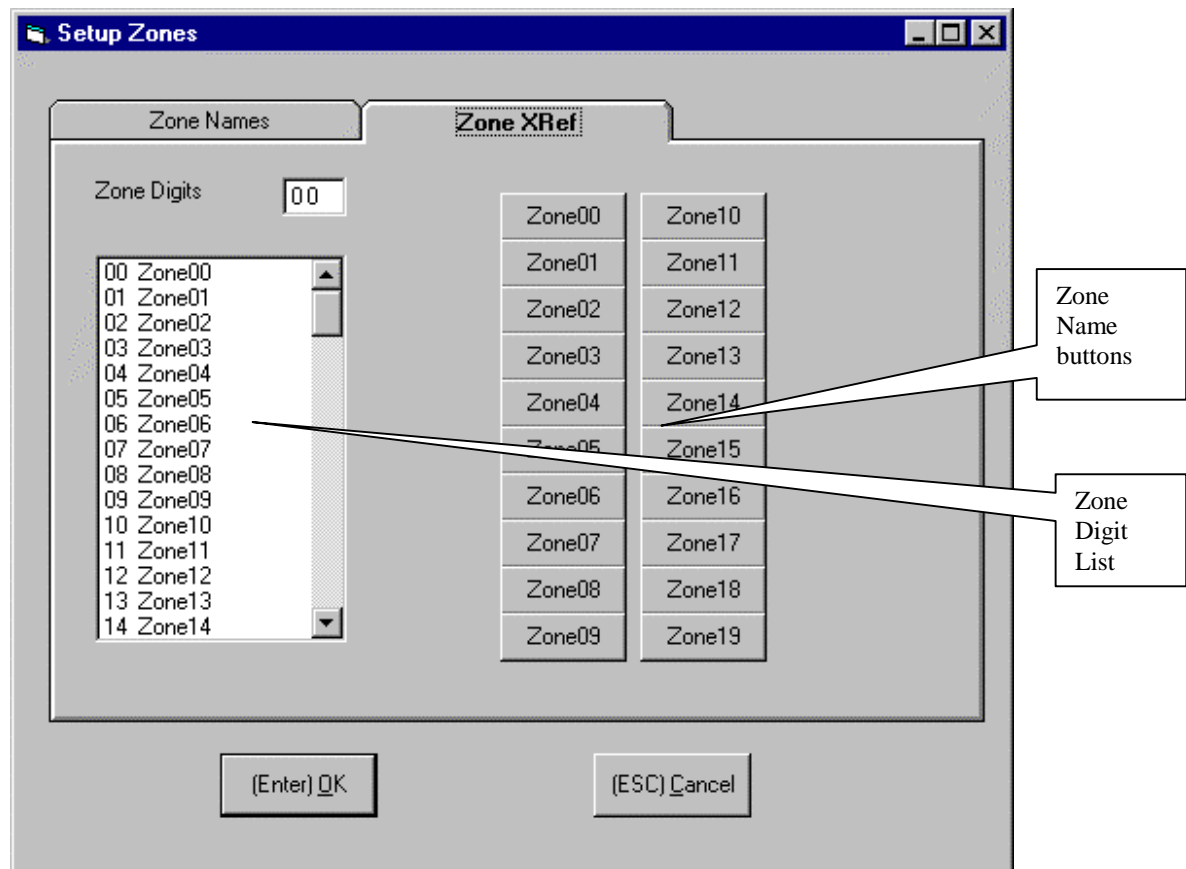 Setup Zones
Zone Names
Zone XRef
Zone Digits
00
00 Zone00
01 Zone01
02 Zone02
03 Zone03
04 Zone04
05 Zone05
06 Zone06
07 Zone07
08 Zone08
09 Zone09
10 Zone10
11 Zone11
12 Zone12
13 Zone13
14 Zone14
Zone00
Zone01
Zone02
Zone03
Zone04
Zone05
Zone06
Zone07
Zone08
Zone09
Zone10
Zone11
Zone12
Zone13
Zone14
Zone15
Zone16
Zone17
Zone18
Zone19
Zone
Name
buttons
Zone
Digit
List
(Enter) OK
(ESC) Cancel